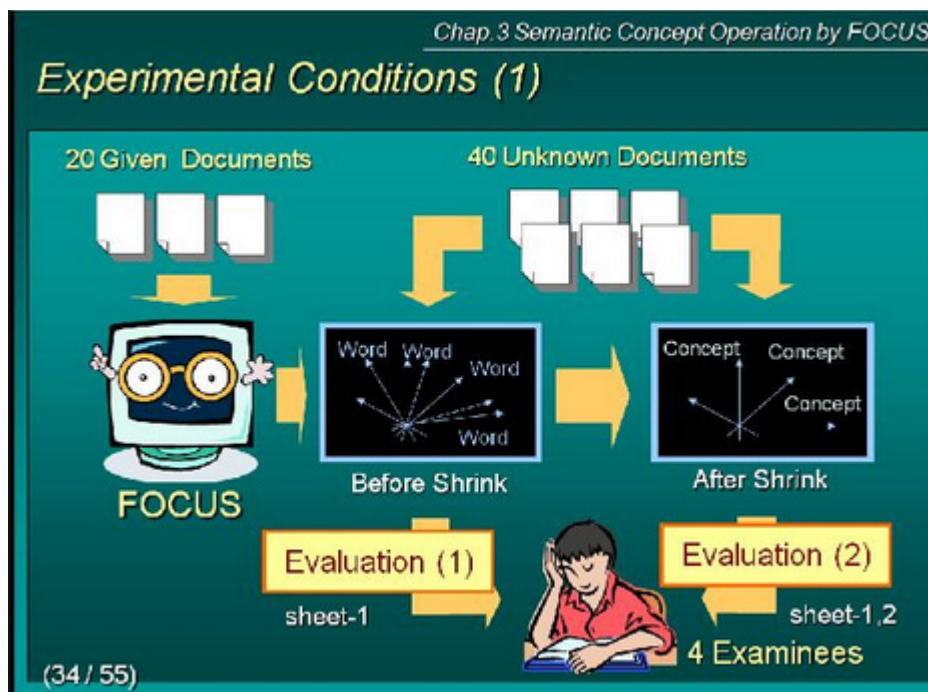 Chap.3 Semantic Concept Operation by FOCUS
Experimental Conditions (1)
20 Given Documents
40 Unknown Documents
Word
Word
Word
Word
Concept
Concept
Concept
Before Shrink
After Shrink
FOCUS
Evaluation (1)
Evaluation (2)
sheet-1
sheet-1,2
4 Examinees
(34 / 55)